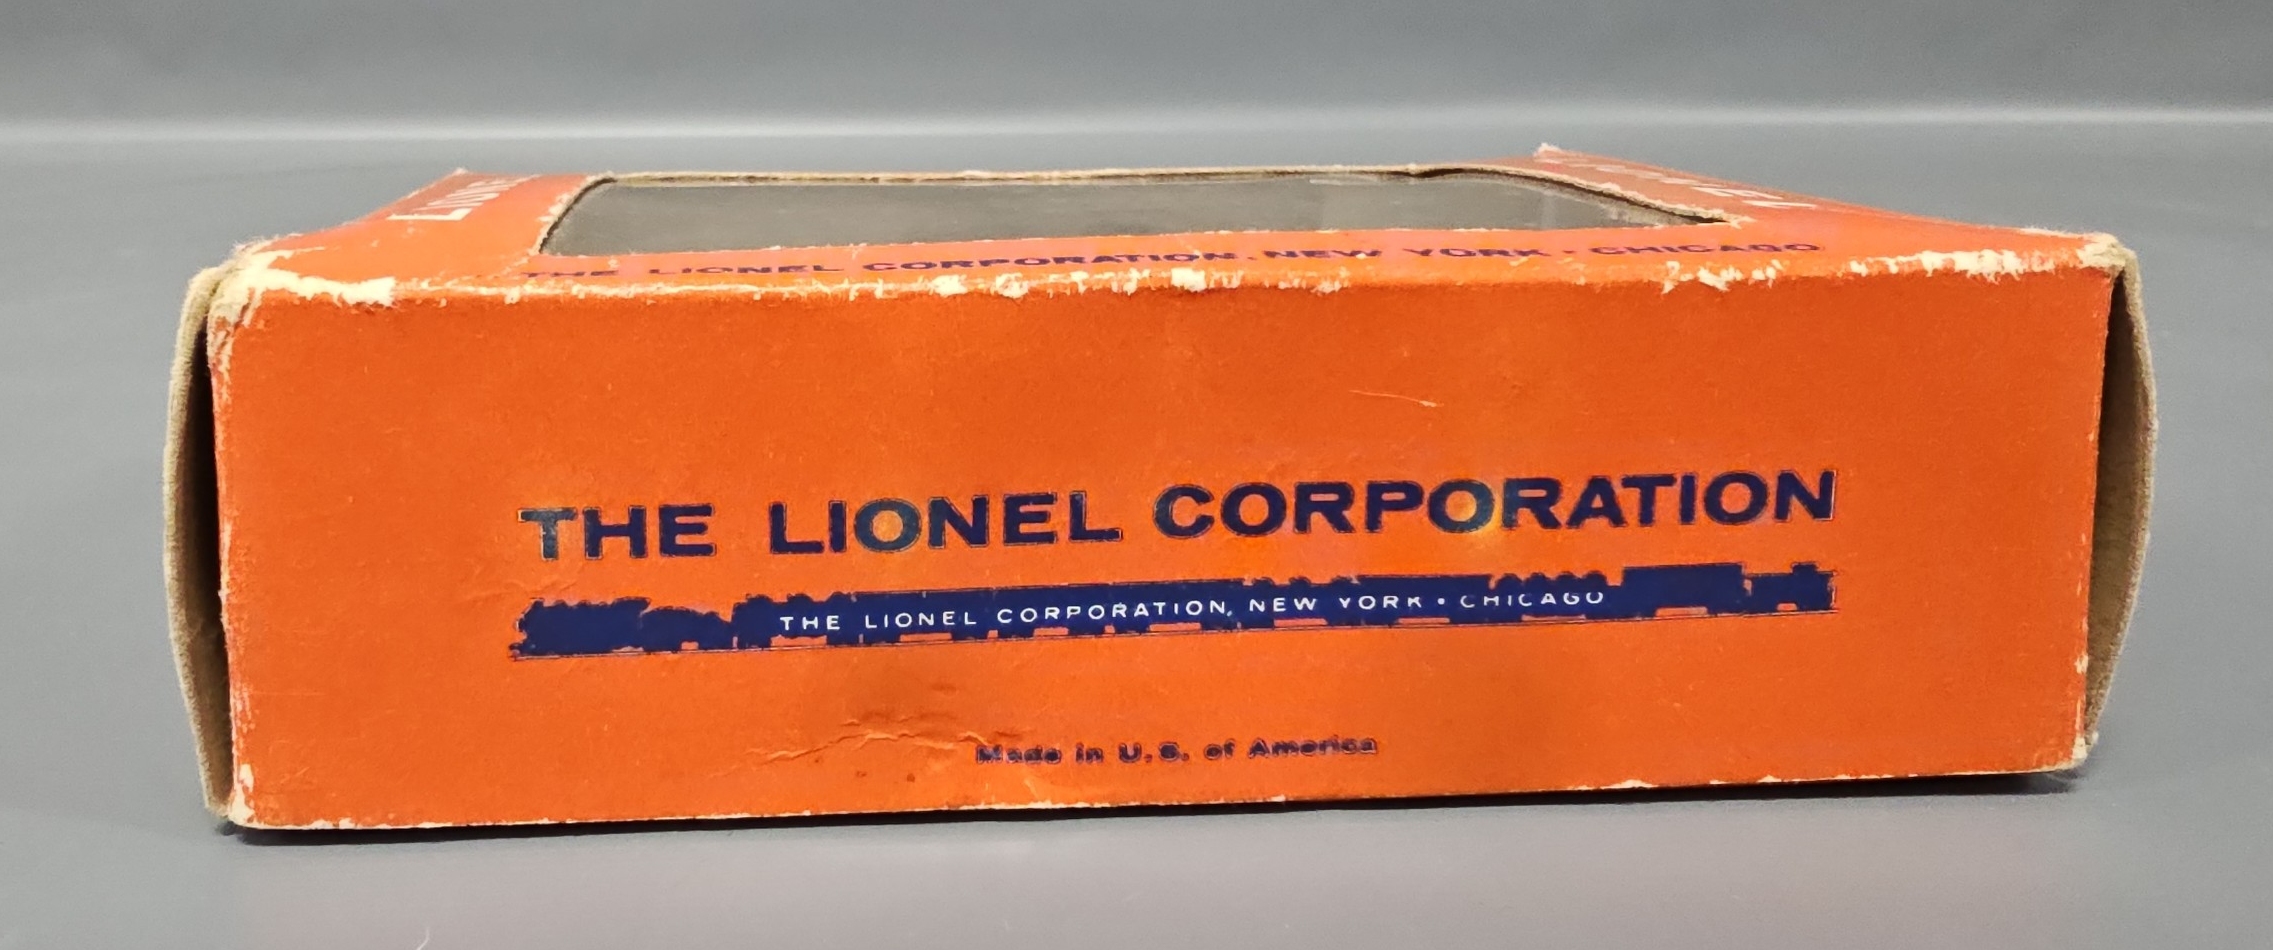 THE LIONEL CORPORATION, NEW YORK • CHICAGO
THE LIONEL CORPORATION
THE LIONEL CORPORATION, NEW YORK • CHICAGO
Made in U.S. of America